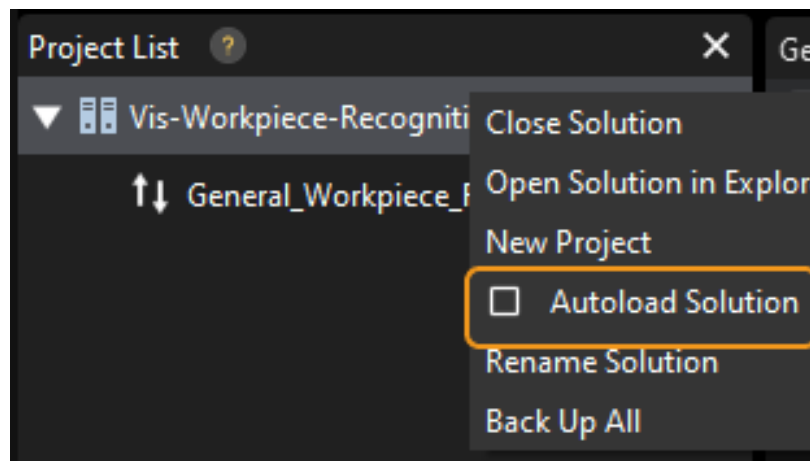 Project List ?
Ge
Vis-Workpiece-Recogniti
Close Solution
General_Workpiece_
Open Solution in Explor
New Project
Autoload Solution
Rename Solution
Back Up All